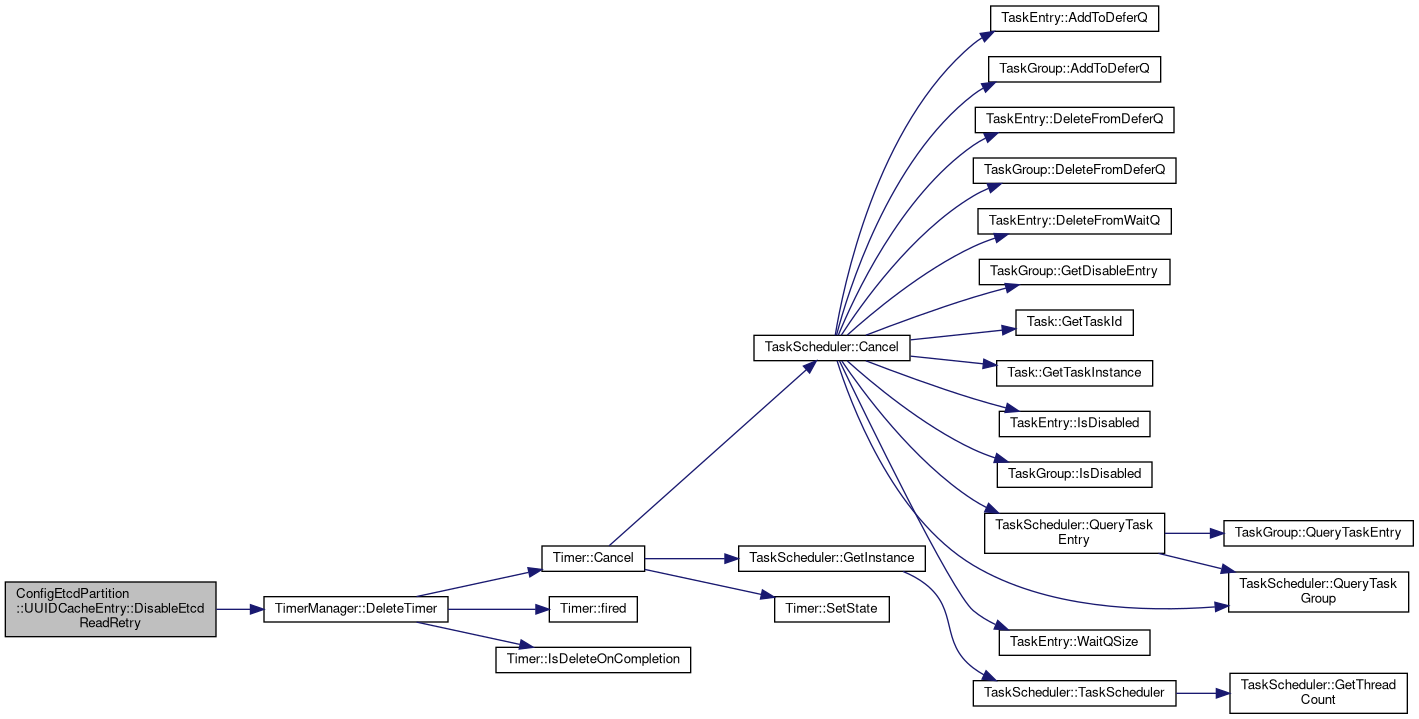 ConfigEtcdPartition
::UUIDCacheEntry::DisableEtcd
ReadRetry
TimerManager::DeleteTimer
Timer::Cancel
Timer::fired
Timer::IsDeleteOnCompletion
TaskScheduler::Cancel
TaskScheduler::GetInstance
Timer::SetState
TaskEntry::AddToDeferQ
TaskGroup::AddToDeferQ
TaskEntry::DeleteFromDeferQ
TaskGroup::DeleteFromDeferQ
TaskEntry::DeleteFromWaitQ
TaskGroup::GetDisableEntry
Task::GetTaskId
Task::GetTaskInstance
TaskEntry::IsDisabled
TaskGroup::IsDisabled
TaskScheduler::QueryTask
Entry
TaskEntry::WaitQSize
TaskScheduler::TaskScheduler
TaskGroup::QueryTaskEntry
TaskScheduler::QueryTask
Group
TaskScheduler::GetThread
Count